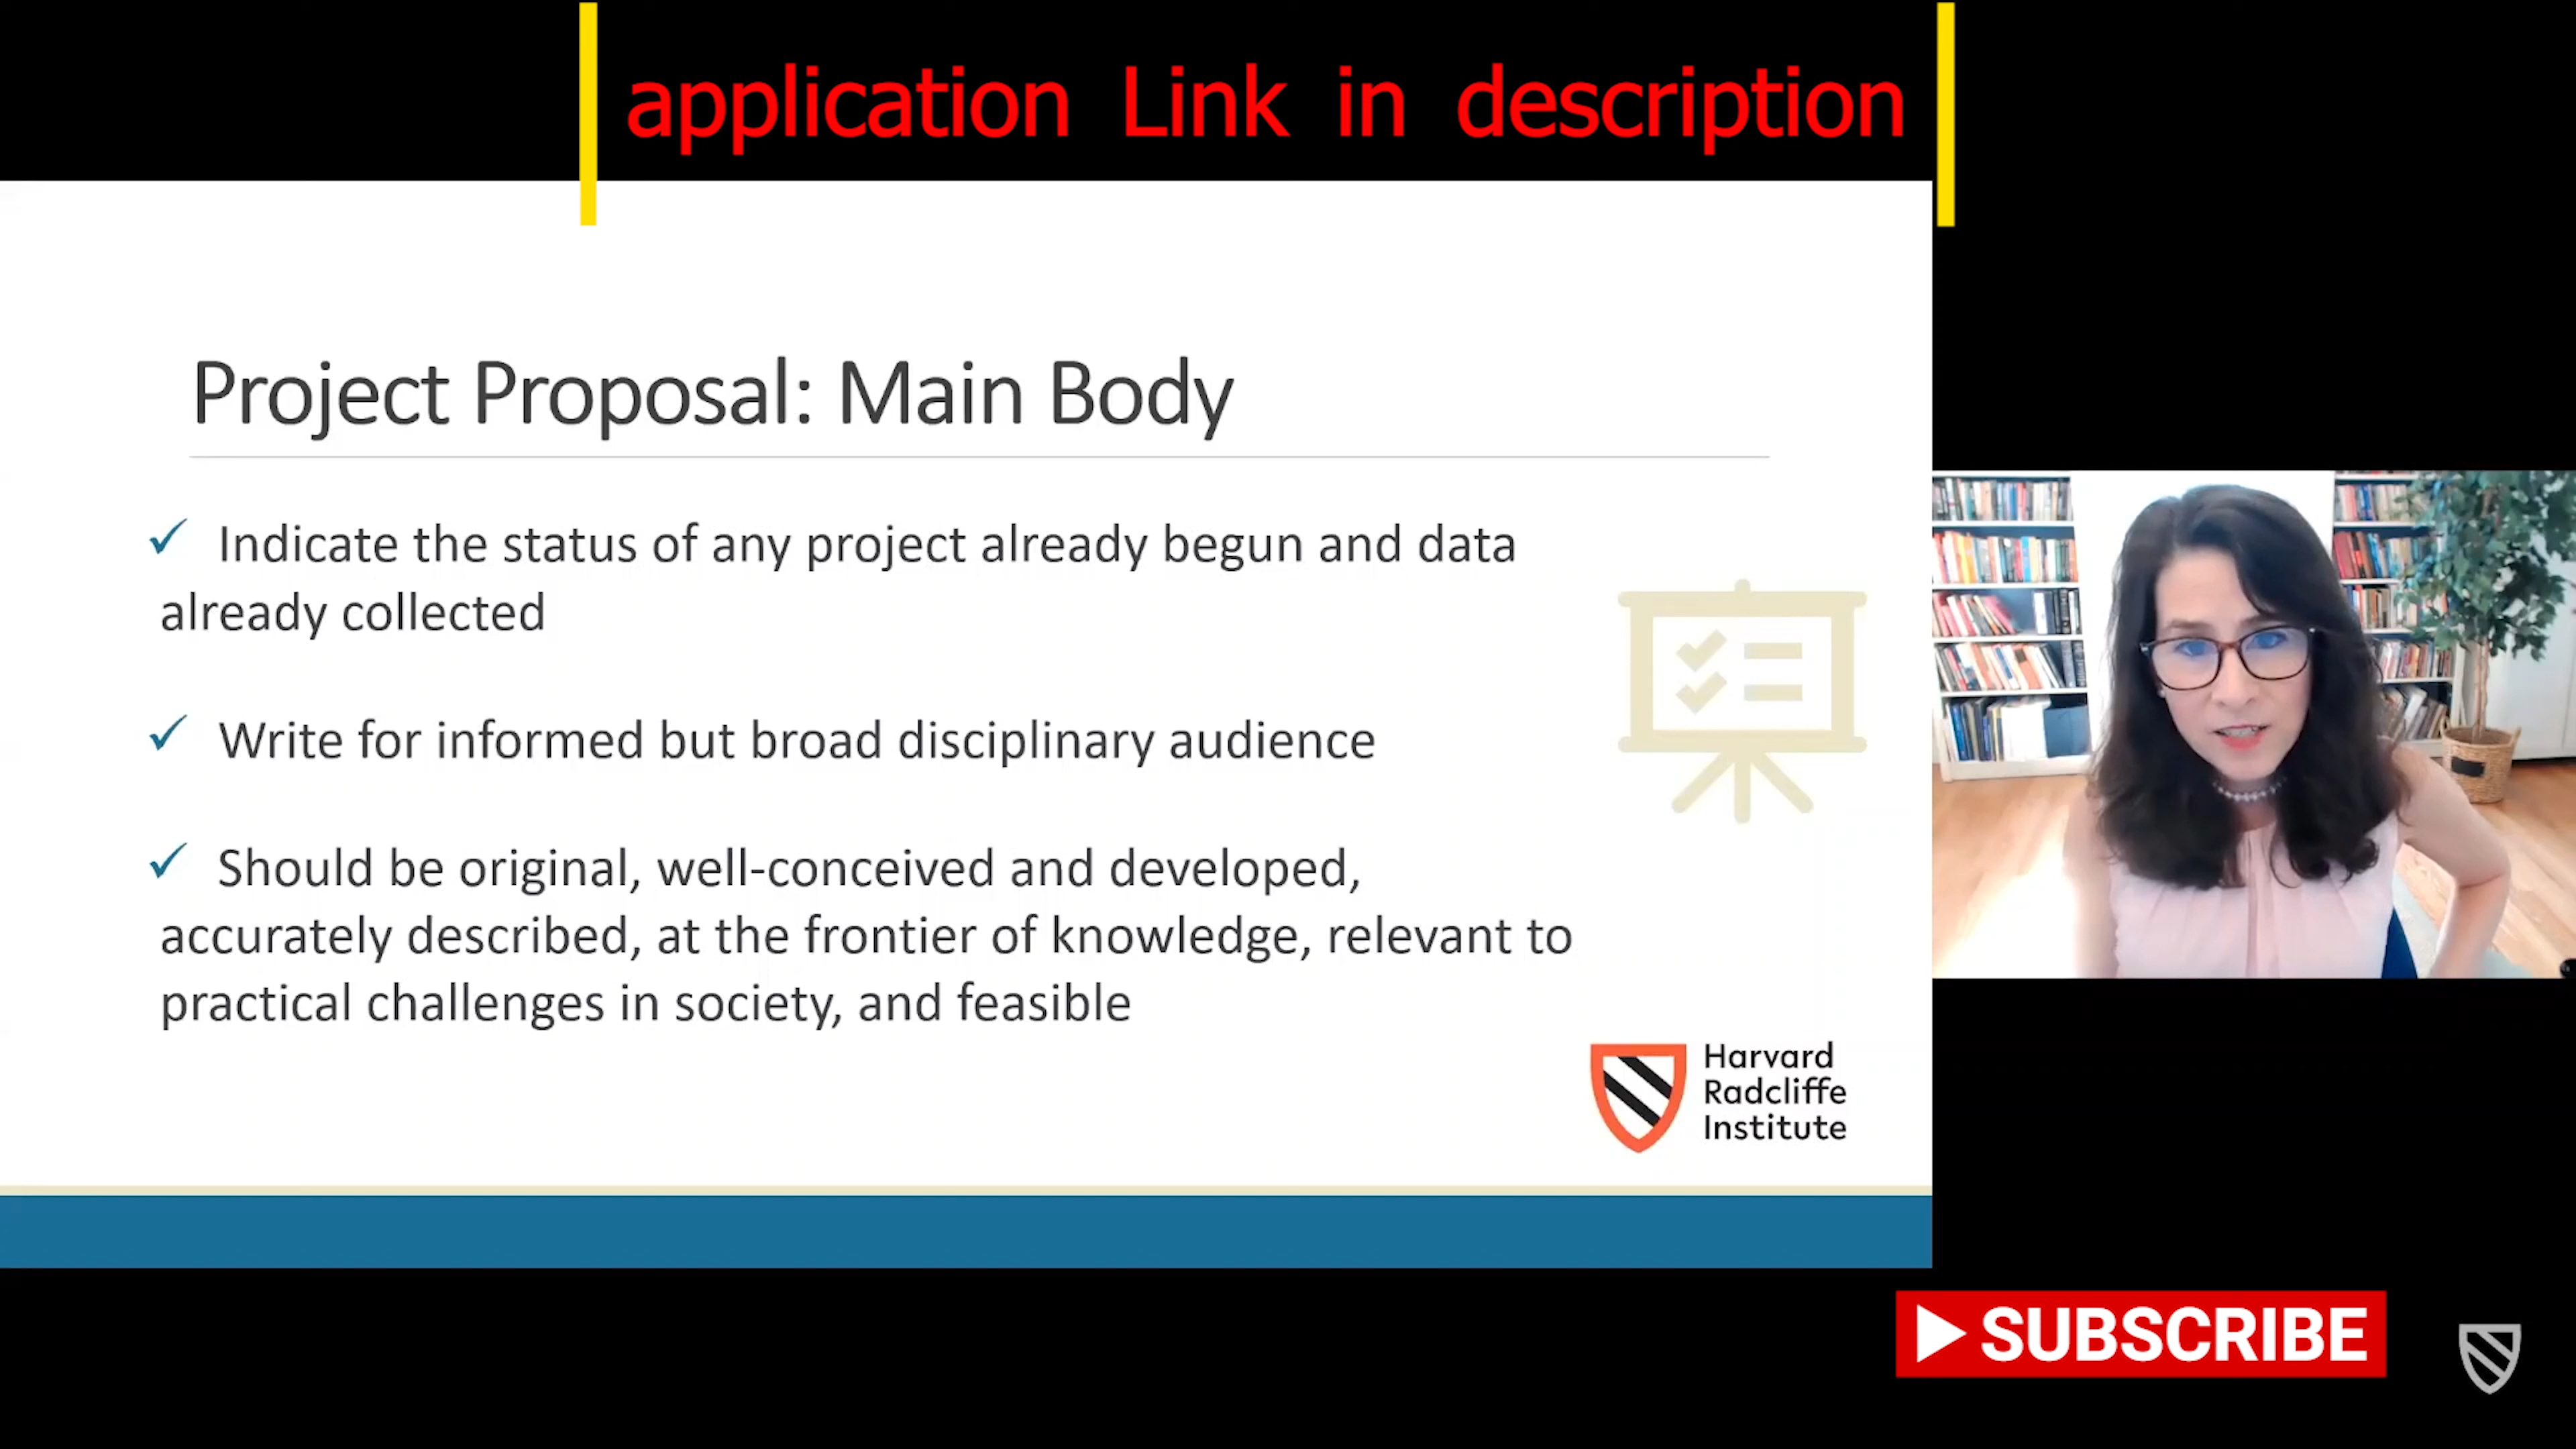 application Link in description
Project Proposal: Main Body
✓ Indicate the status of any project already begun and data
already collected
✓ Write for informed but broad disciplinary audience
✓ Should be original, well-conceived and developed,
accurately described, at the frontier of knowledge, relevant to
practical challenges in society, and feasible
Harvard
Radcliffe
Institute
SUBSCRIBE